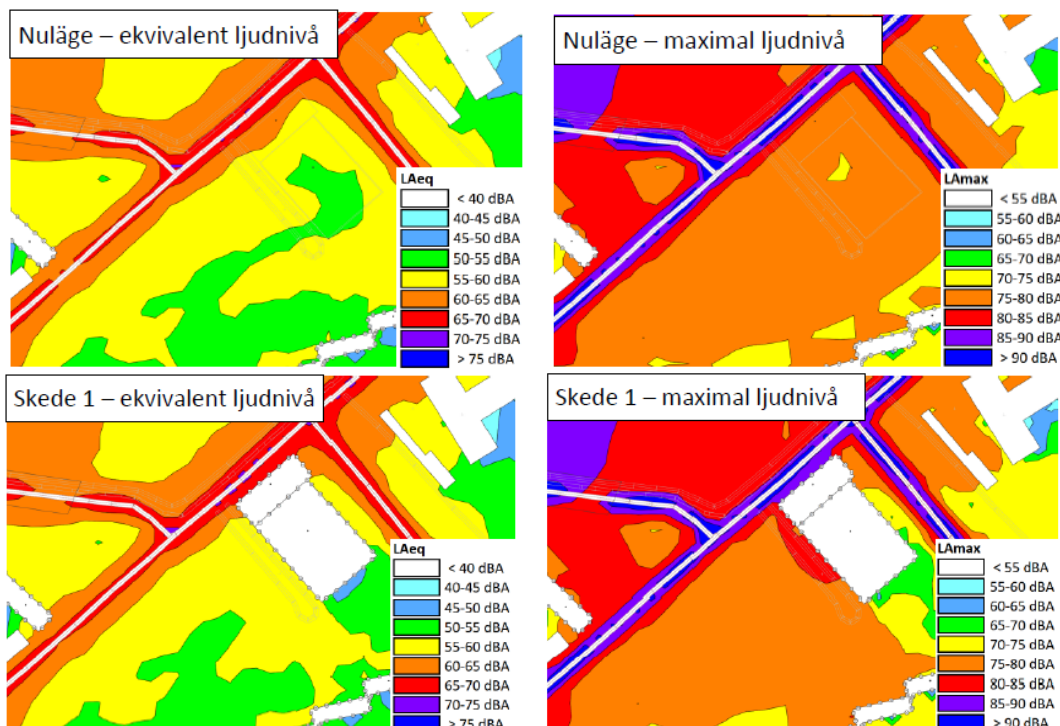 Nuläge – ekvivalent ljudnivå
LAeq
< 40 dBA
40-45 dBA
45-50 dBA
50-55 dBA
55-60 dBA
60-65 dBA
65-70 dBA
70-75 dBA
> 75 dBA
Nuläge – maximal ljudnivå
LAmax
< 55 dBA
55-60 dBA
60-65 dBA
65-70 dBA
70-75 dBA
75-80 dBA
80-85 dBA
85-90 dBA
> 90 dBA
Skede 1 – ekvivalent ljudnivå
LAeq
< 40 dBA
40-45 dBA
45-50 dBA
50-55 dBA
55-60 dBA
60-65 dBA
65-70 dBA
70-75 dBA
> 75 dBA
Skede 1 – maximal ljudnivå
LAmax
< 55 dBA
55-60 dBA
60-65 dBA
65-70 dBA
70-75 dBA
75-80 dBA
80-85 dBA
85-90 dBA
> 90 dBA